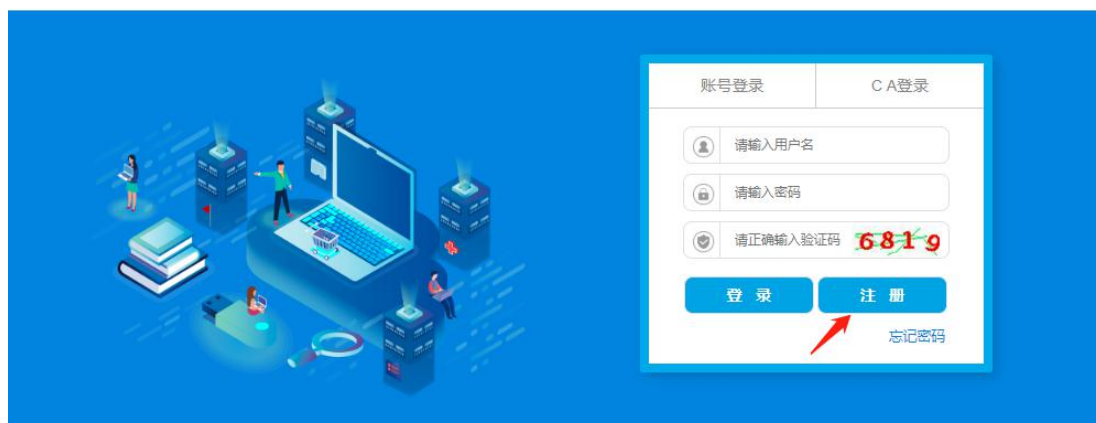 账号登录
CA登录
请输入用户名
请输入密码
请正确输入验证码 6819
登 录
注 册
忘记密码